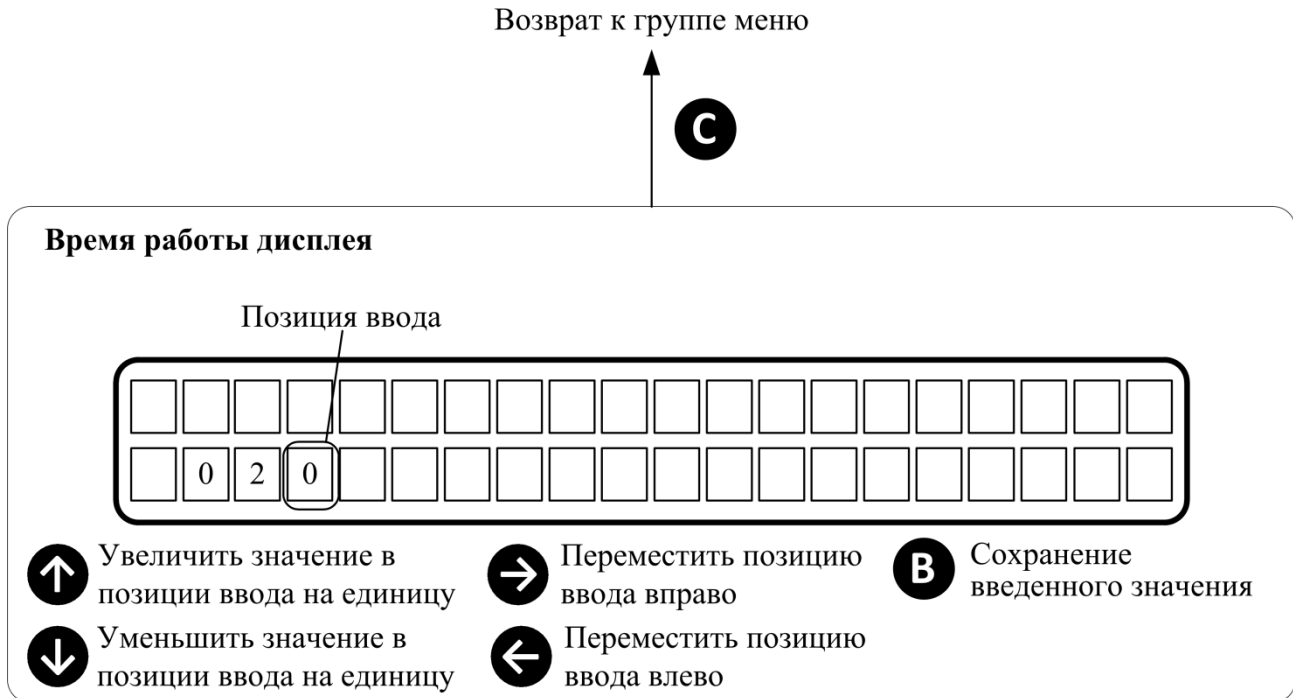 Возврат к группе меню
C
Время работы дисплея
Позиция ввода
0 2 0
↑ Увеличить значение в
позиции ввода на единицу
↓ Уменьшить значение в
позиции ввода на единицу
→ Переместить позицию
ввода вправо
← Переместить позицию
ввода влево
B Сохранение
введенного значения